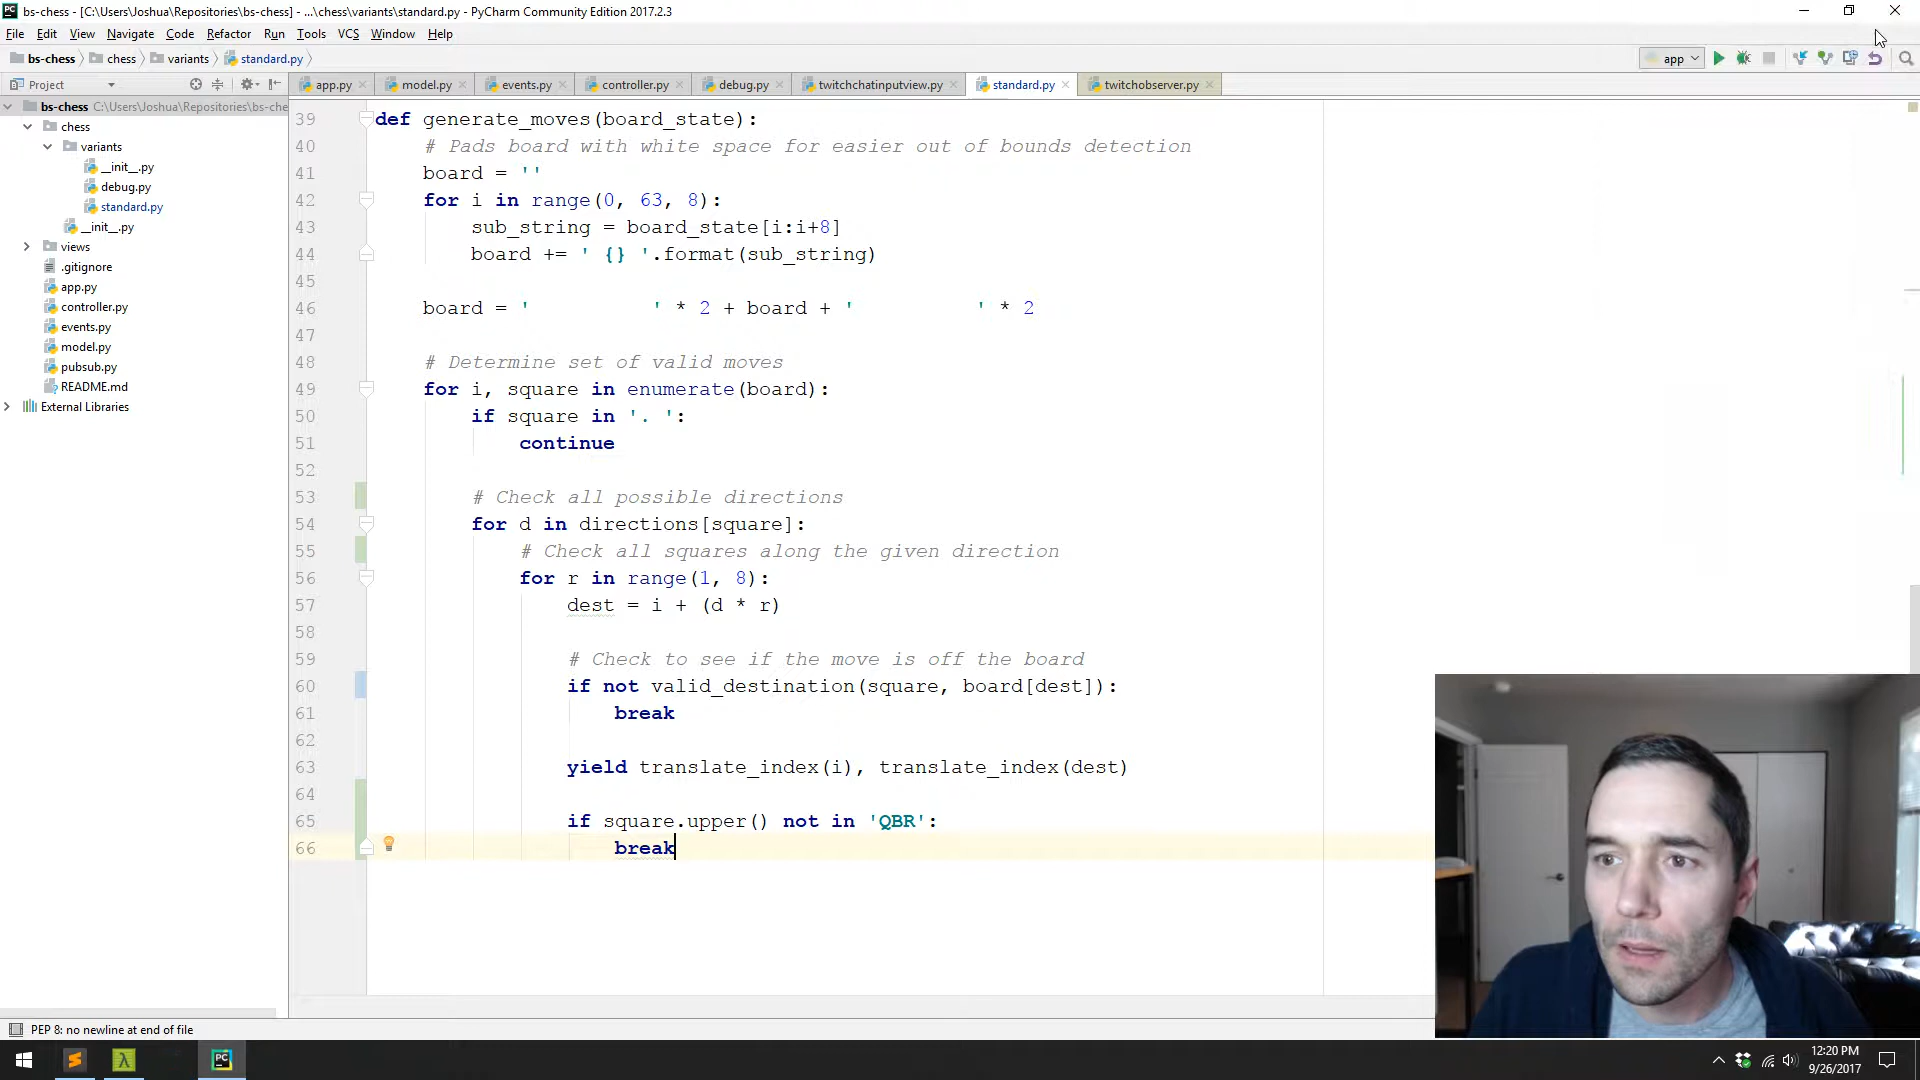 bs-chess - [C:\Users\Joshua\Repositories\bs-chess] - ...\chess\variants\standard.py - PyCharm Community Edition 2017.2.3
File Edit View Navigate Code Refactor Run Tools VCS Window Help
bs-chess chess variants standard.py app
Project
app.py model.py events.py controller.py debug.py twitchchatinputview.py standard.py twitchobserver.py
bs-chess C:\Users\Joshua\Repositories\bs-che
chess
variants
__init__.py
debug.py
standard.py
__init__.py
views
.gitignore
app.py
controller.py
events.py
model.py
pubsub.py
README.md
External Libraries
39 def generate_moves(board_state):
40 # Pads board with white space for easier out of bounds detection
41 board = ''
42 for i in range(0, 63, 8):
43 sub_string = board_state[i:i+8]
44 board += ' {} '.format(sub_string)
45
46 board = '          ' * 2 + board + '          ' * 2
47
48 # Determine set of valid moves
49 for i, square in enumerate(board):
50 if square in '. ':
51 continue
52
53 # Check all possible directions
54 for d in directions[square]:
55 # Check all squares along the given direction
56 for r in range(1, 8):
57 dest = i + (d * r)
58
59 # Check to see if the move is off the board
60 if not valid_destination(square, board[dest]):
61 break
62
63 yield translate_index(i), translate_index(dest)
64
65 if square.upper() not in 'QBR':
66 break
PEP 8: no newline at end of file
PC
12:20 PM
9/26/2017